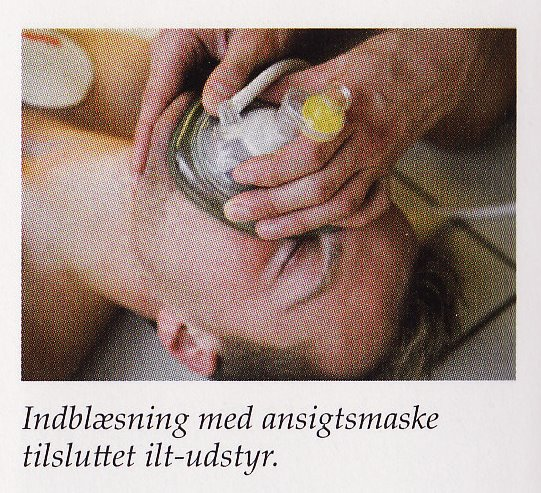 Indblæsning med ansigtsmaske
tilsluttet ilt-udstyr.